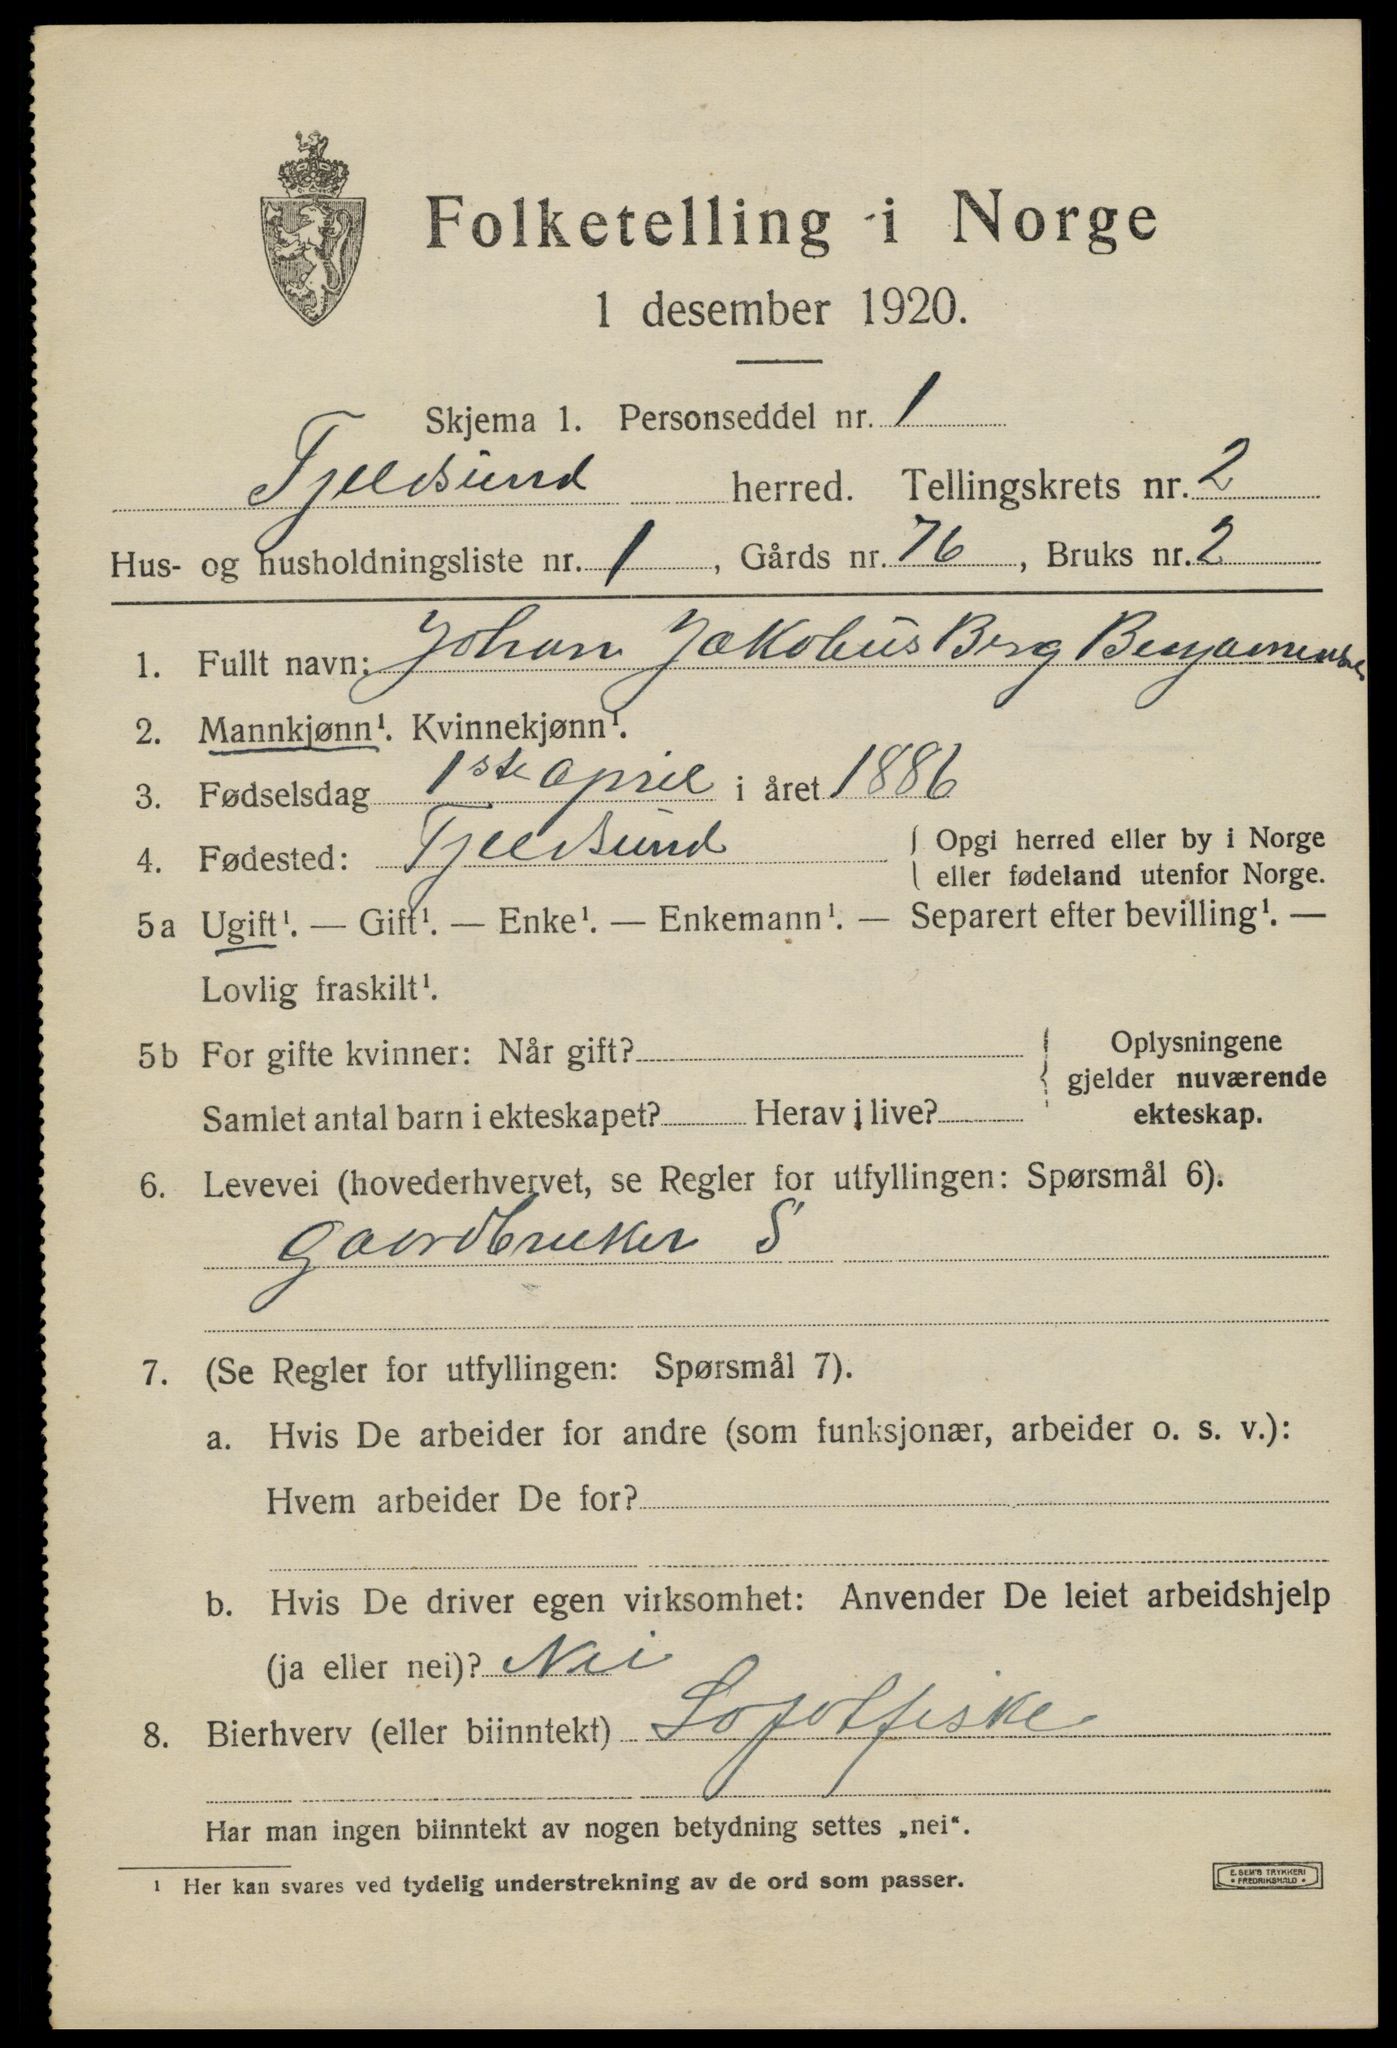 Folketelling i Norge
1 desember 1920.
Skjema 1. Personseddel nr. 1
Tjeldsund herred. Tellingskrets nr. 2
Hus- og husholdningsliste nr. 1, Gårds nr. 76, Bruks nr. 2
1. Fullt navn: Johan Jakobus Berg Benjaminsen
2. Mannkjønn¹. Kvinnekjønn¹.
3. Fødselsdag 1ste april i året 1886
4. Fødested: Tjeldsund { Opgi herred eller by i Norge
eller fødeland utenfor Norge.
5a Ugift¹. — Gift¹. — Enke¹. — Enkemann¹. — Separert efter bevilling¹. —
Lovlig fraskilt¹.
5b For gifte kvinner: Når gift? { Oplysningene
gjelder nuværende
Samlet antal barn i ekteskapet? Herav i live? ekteskap.
6. Levevei (hovederhvervet, se Regler for utfyllingen: Spørsmål 6).
Gaardbruker S
7. (Se Regler for utfyllingen: Spørsmål 7).
a. Hvis De arbeider for andre (som funksjonær, arbeider o. s. v.):
Hvem arbeider De for?
b. Hvis De driver egen virksomhet: Anvender De leiet arbeidshjelp
(ja eller nei)? Nei
8. Bierhverv (eller biinntekt) Lofotfiske
Har man ingen biinntekt av nogen betydning settes „nei“.
¹ Her kan svares ved tydelig understrekning av de ord som passer.
E. SEM'S TRYKKERI
• FREDRIKSHALD •